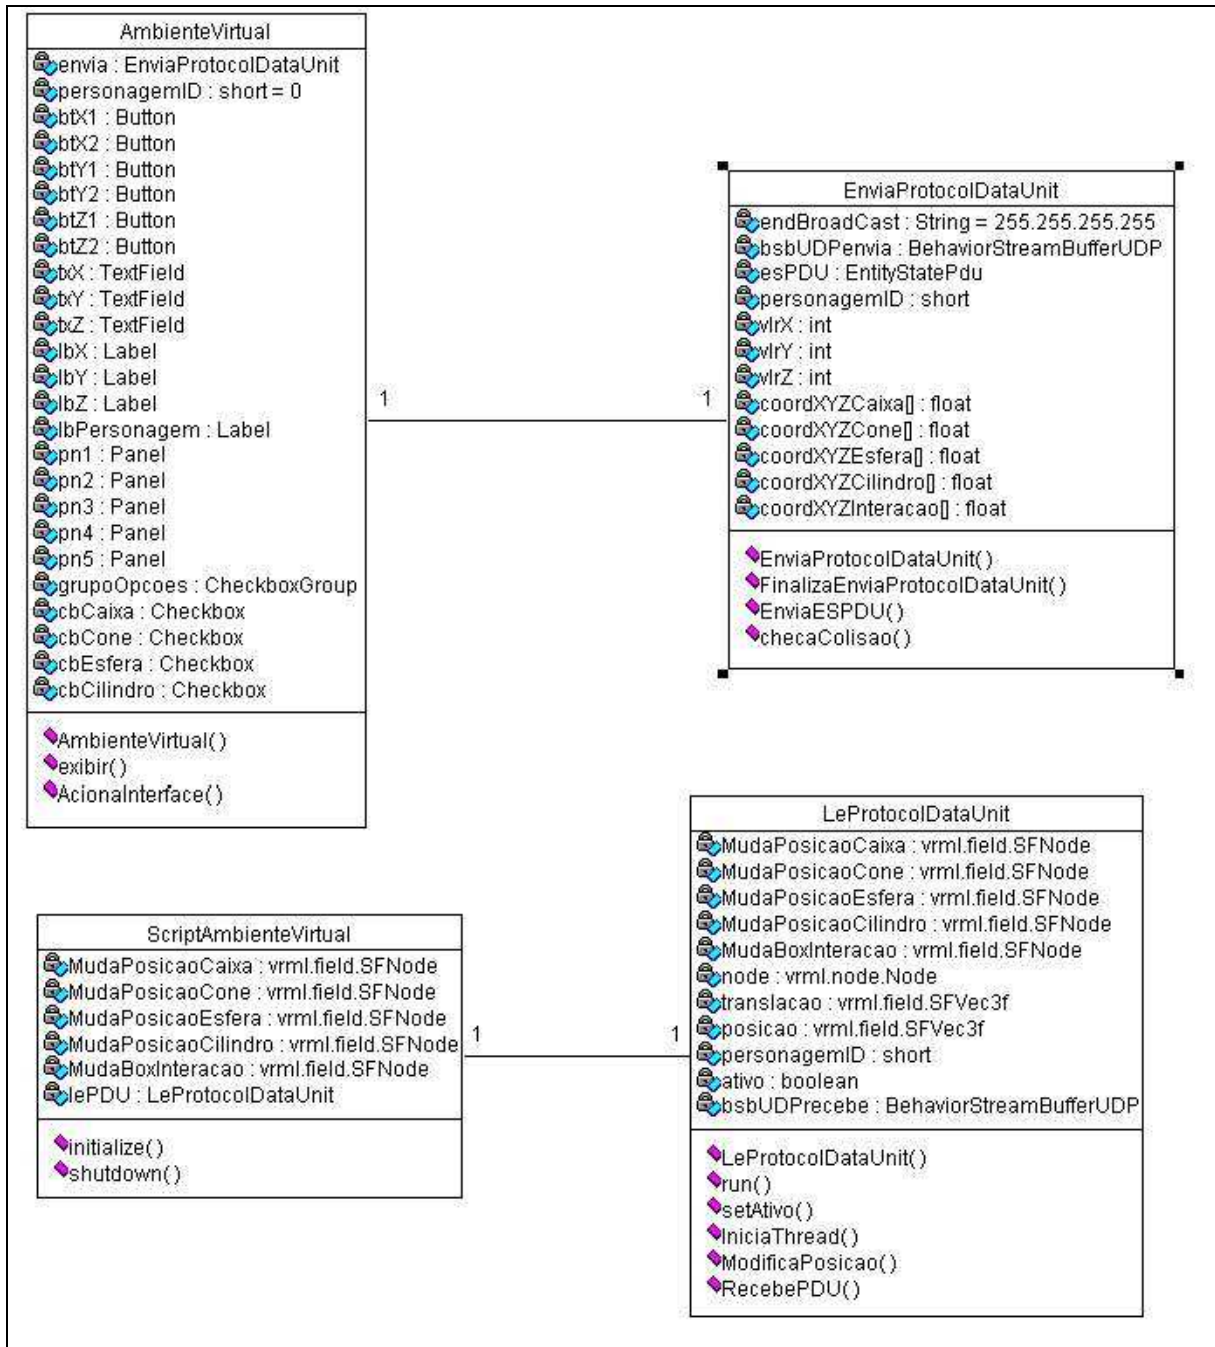 AmbienteVirtual
envia : EnviaProtocolDataUnit
personagemID : short = 0
btX1 : Button
btX2 : Button
btY1 : Button
btY2 : Button
btZ1 : Button
btZ2 : Button
txX : TextField
txY : TextField
txZ : TextField
lbX : Label
lbY : Label
lbZ : Label
lbPersonagem : Label
pn1 : Panel
pn2 : Panel
pn3 : Panel
pn4 : Panel
pn5 : Panel
grupoOpcoes : CheckboxGroup
cbCaixa : Checkbox
cbCone : Checkbox
cbEsfera : Checkbox
cbCilindro : Checkbox
AmbienteVirtual()
exibir()
AcionaInterface()
1
1
EnviaProtocolDataUnit
endBroadCast : String = 255.255.255.255
bsbUDPenvia : BehaviorStreamBufferUDP
esPDU : EntityStatePdu
personagemID : short
vlrX : int
vlrY : int
vlrZ : int
coordXYZCaixa[] : float
coordXYZCone[] : float
coordXYZEsfera[] : float
coordXYZCilindro[] : float
coordXYZInteracao[] : float
EnviaProtocolDataUnit()
FinalizaEnviaProtocolDataUnit()
EnviaESPDU()
checaColisao()
ScriptAmbienteVirtual
MudaPosicaoCaixa : vrml.field.SFNode
MudaPosicaoCone : vrml.field.SFNode
MudaPosicaoEsfera : vrml.field.SFNode
MudaPosicaoCilindro : vrml.field.SFNode
MudaBoxInteracao : vrml.field.SFNode
lePDU : LeProtocolDataUnit
initialize()
shutdown()
1
1
LeProtocolDataUnit
MudaPosicaoCaixa : vrml.field.SFNode
MudaPosicaoCone : vrml.field.SFNode
MudaPosicaoEsfera : vrml.field.SFNode
MudaPosicaoCilindro : vrml.field.SFNode
MudaBoxInteracao : vrml.field.SFNode
node : vrml.node.Node
translacao : vrml.field.SFVec3f
posicao : vrml.field.SFVec3f
personagemID : short
ativo : boolean
bsbUDPrecebe : BehaviorStreamBufferUDP
LeProtocolDataUnit()
run()
setAtivo()
IniciaThread()
ModificaPosicao()
RecebePDU()